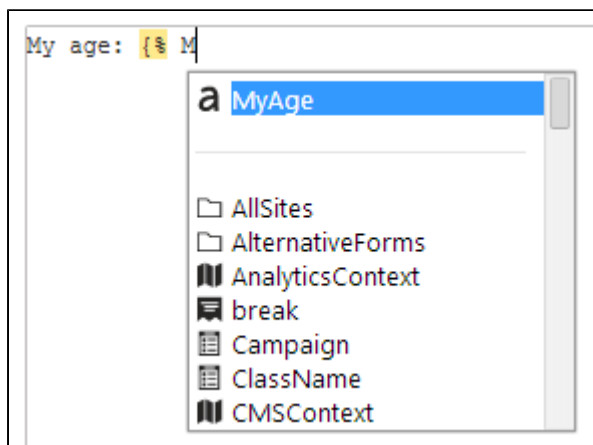 My age: {% M
a MyAge
AllSites
AlternativeForms
AnalyticsContext
break
Campaign
ClassName
CMSContext